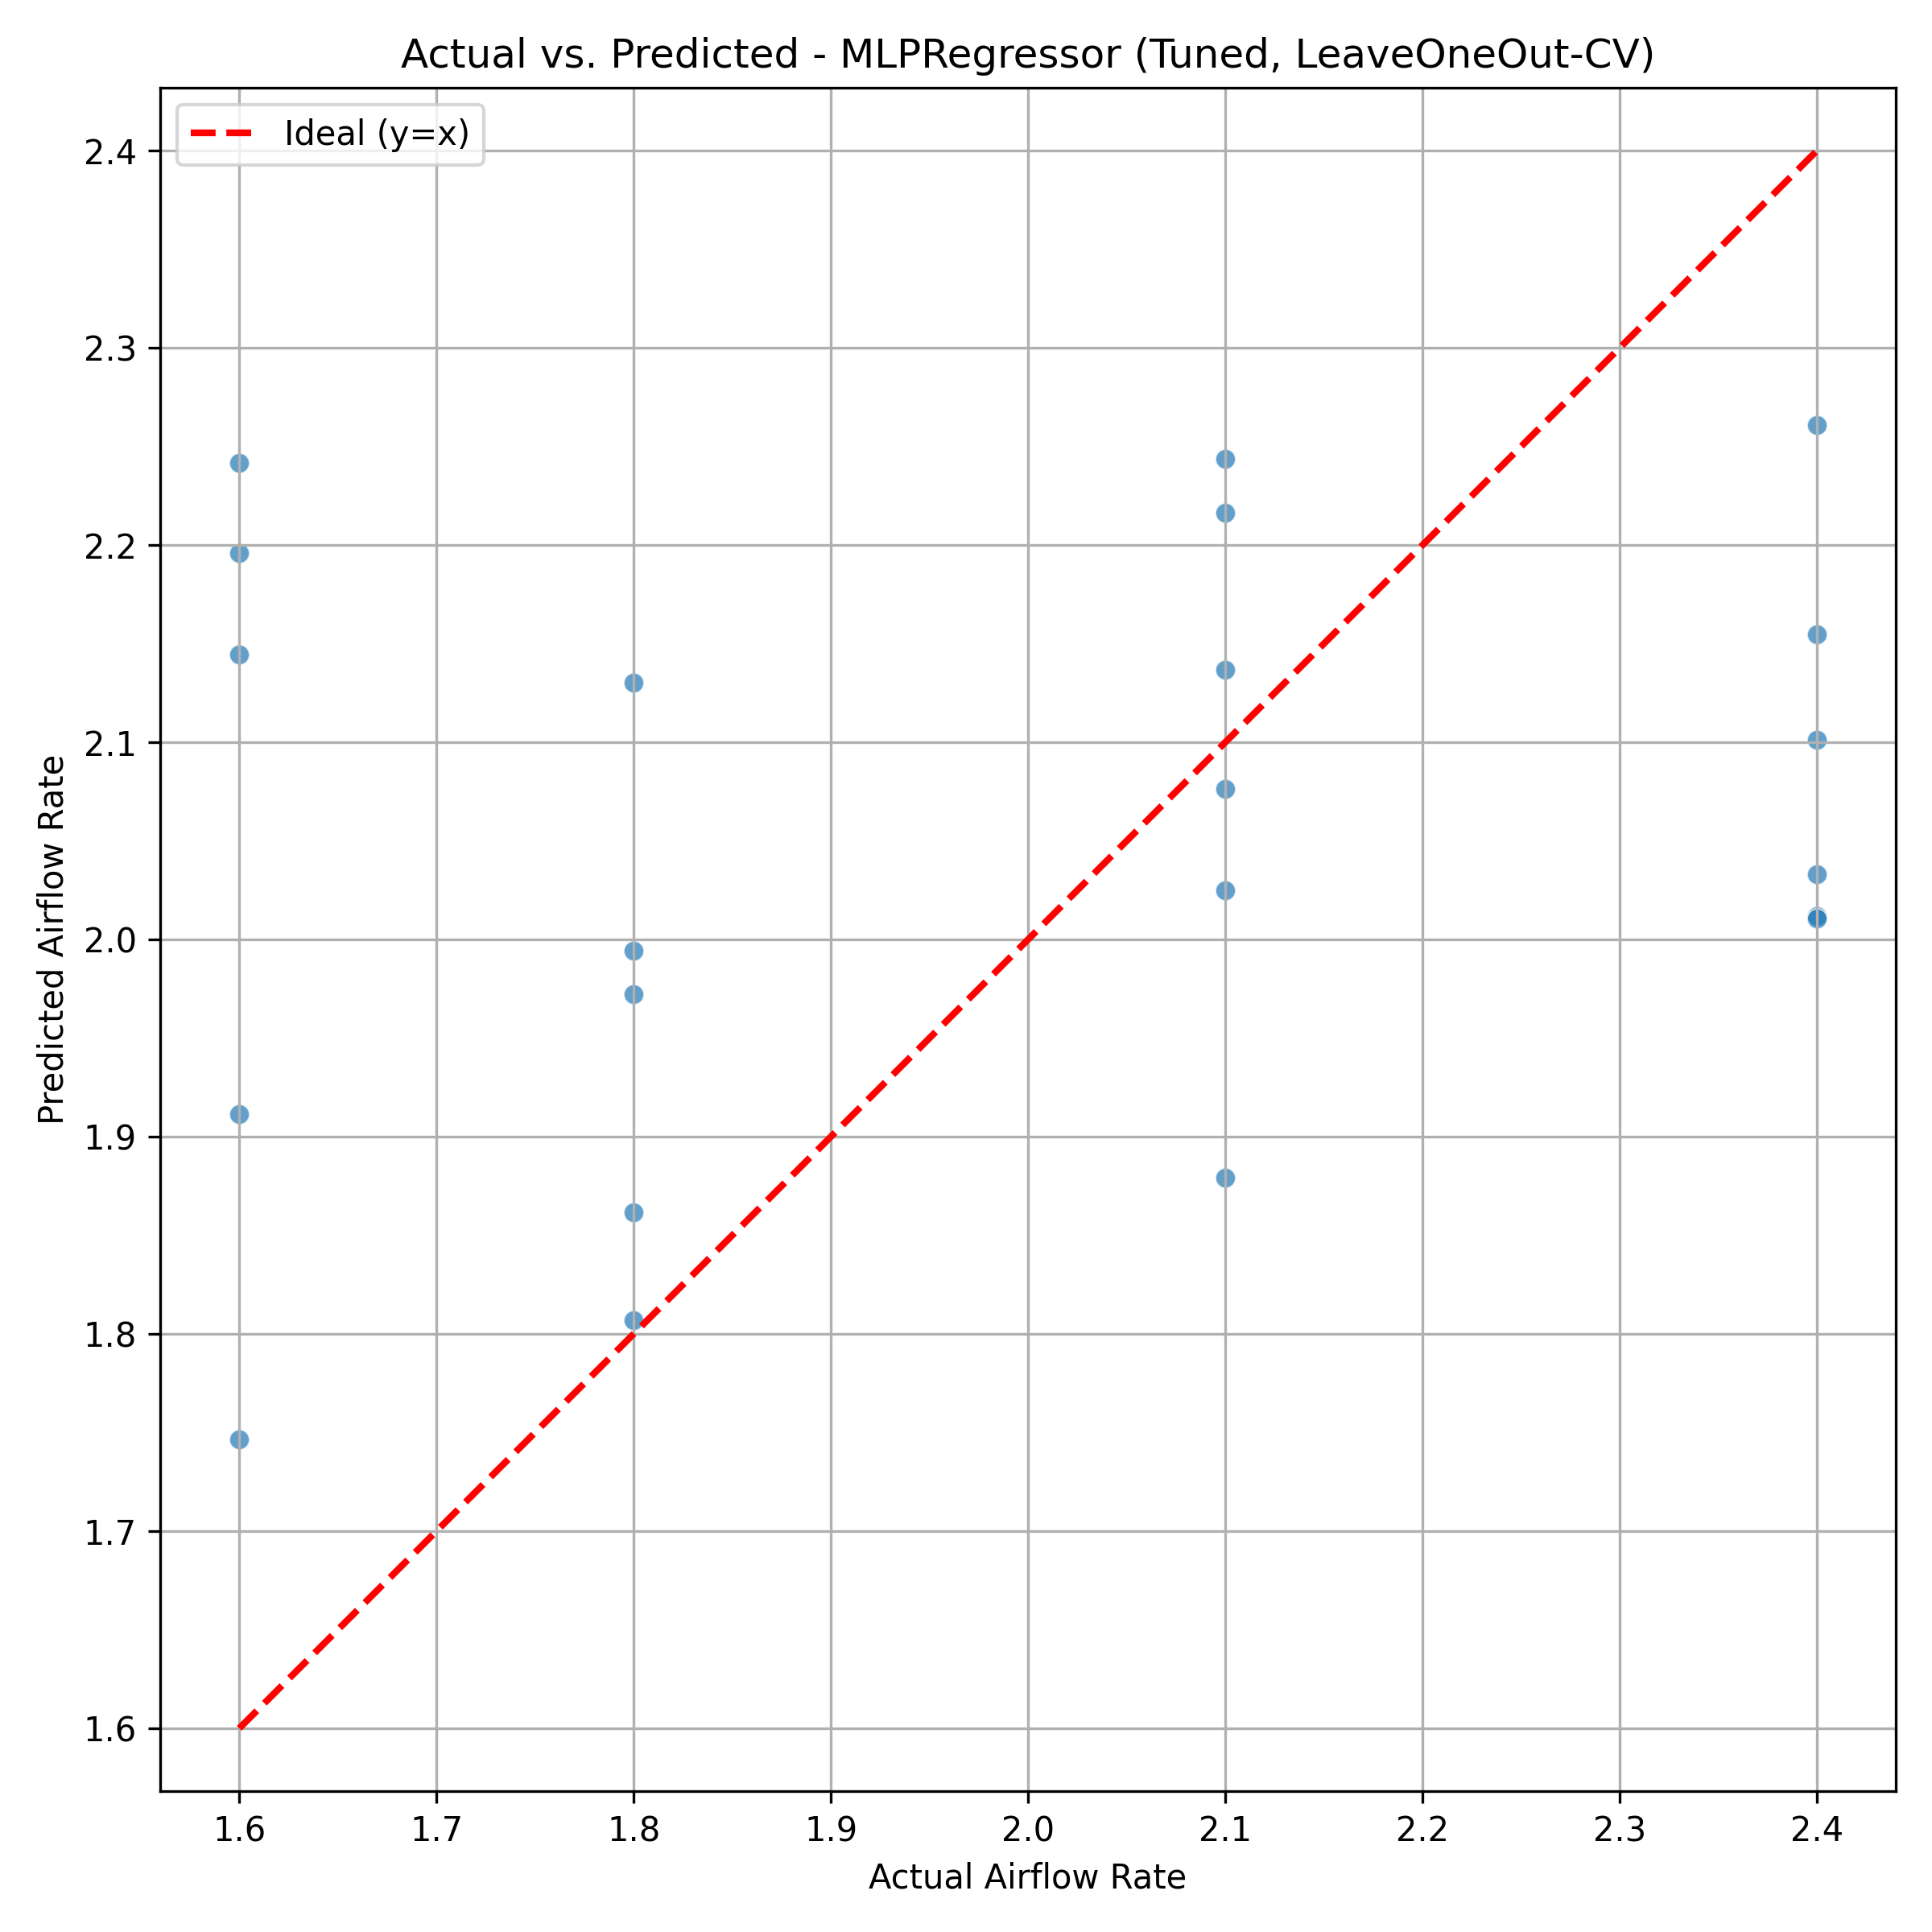 Actual vs. Predicted - MLPRegressor (Tuned, LeaveOneOut-CV)
Ideal (y=x)
2.4
2.3
2.2
2.1
2.0
1.9
1.8
1.7
1.6
Predicted Airflow Rate
1.6 1.7 1.8 1.9 2.0 2.1 2.2 2.3 2.4
Actual Airflow Rate